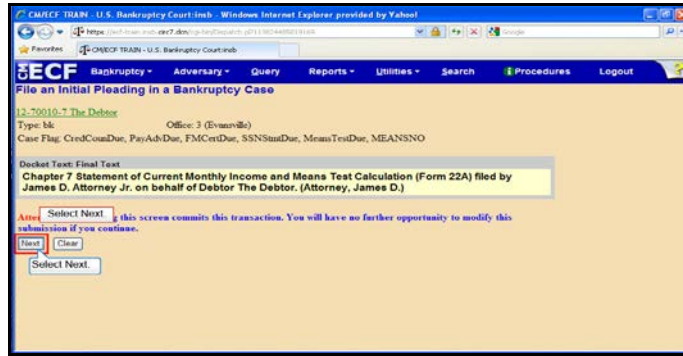 CM/ECF TRAIN - U.S. Bankruptcy Court:insb - Windows Internet Explorer provided by Yahoo!
Google
Favorites CM/ECF TRAIN - U.S. Bankruptcy Court:insb
ECF Bankruptcy Adversary Query Reports Utilities Search Procedures Logout ?
File an Initial Pleading in a Bankruptcy Case
12-70010-7 The Debtor
Type: bk Office: 3 (Evansville)
Case Flag: CredCounDue, PayAdvDue, FMCertDue, SSNStmtDue, MeansTestDue, MEANSNO
Docket Text: Final Text
Chapter 7 Statement of Current Monthly Income and Means Test Calculation (Form 22A) filed by
James D. Attorney Jr. on behalf of Debtor The Debtor. (Attorney, James D.)
Select Next.
this screen commits this transaction. You will have no further opportunity to modify this
submission if you continue.
Next Clear
Select Next.